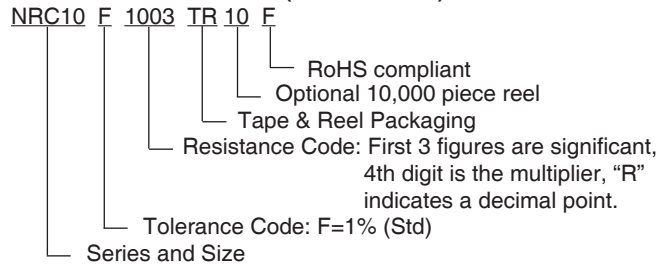 NRC10 F 1003 TR 10 F
RoHS compliant
Optional 10,000 piece reel
Tape & Reel Packaging
Resistance Code: First 3 figures are significant,
4th digit is the multiplier, “R”
indicates a decimal point.
Tolerance Code: F=1% (Std)
Series and Size